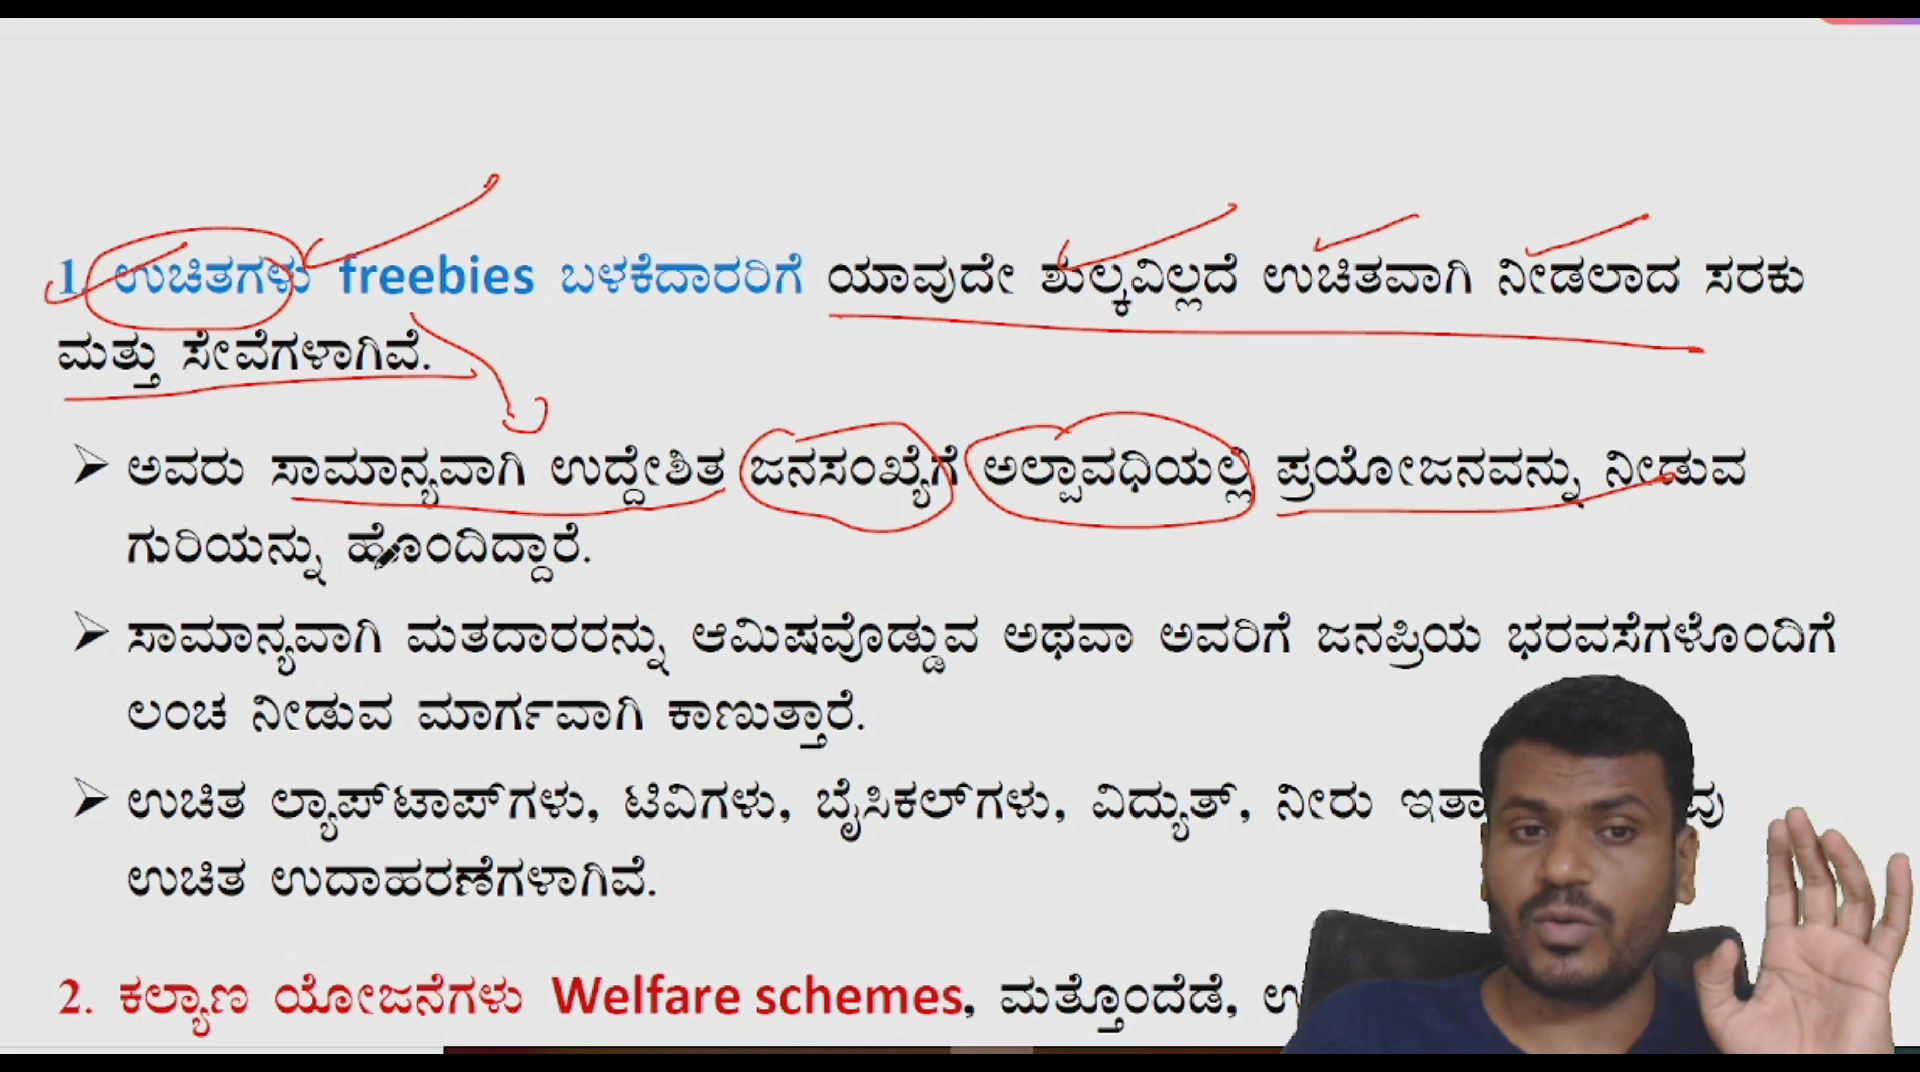 1. ಉಚಿತಗಳು freebies ಬಳಕೆದಾರರಿಗೆ ಯಾವುದೇ ಶುಲ್ಕವಿಲ್ಲದೆ ಉಚಿತವಾಗಿ ನೀಡಲಾದ ಸರಕು
ಮತ್ತು ಸೇವೆಗಳಾಗಿವೆ.
➢ ಅವರು ಸಾಮಾನ್ಯವಾಗಿ ಉದ್ದೇಶಿತ ಜನಸಂಖ್ಯೆಗೆ ಅಲ್ಪಾವಧಿಯಲ್ಲಿ ಪ್ರಯೋಜನವನ್ನು ನೀಡುವ
ಗುರಿಯನ್ನು ಹೊಂದಿದ್ದಾರೆ.
➢ ಸಾಮಾನ್ಯವಾಗಿ ಮತದಾರರನ್ನು ಆಮಿಷವೊಡ್ಡುವ ಅಥವಾ ಅವರಿಗೆ ಜನಪ್ರಿಯ ಭರವಸೆಗಳೊಂದಿಗೆ
ಲಂಚ ನೀಡುವ ಮಾರ್ಗವಾಗಿ ಕಾಣುತ್ತಾರೆ.
➢ ಉಚಿತ ಲ್ಯಾಪ್‌ಟಾಪ್‌ಗಳು, ಟಿವಿಗಳು, ಬೈಸಿಕಲ್‌ಗಳು, ವಿದ್ಯುತ್, ನೀರು
ಉಚಿತ ಉದಾಹರಣೆಗಳಾಗಿವೆ.
2. ಕಲ್ಯಾಣ ಯೋಜನೆಗಳು Welfare schemes, ಮತ್ತೊಂದೆಡೆ,